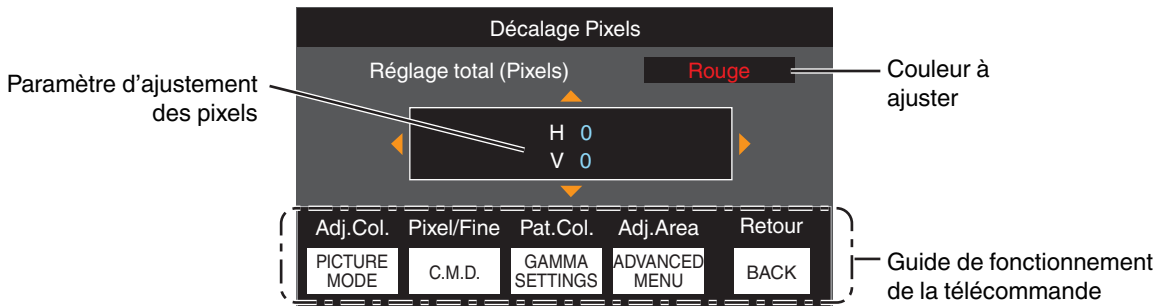 Décalage Pixels
Réglage total (Pixels) Rouge
Paramètre d'ajustement
des pixels
Couleur à
ajuster
H 0
V 0
Adj.Col. Pixel/Fine Pat.Col. Adj.Area Retour
PICTURE
MODE
C.M.D.
GAMMA
SETTINGS
ADVANCED
MENU
BACK
Guide de fonctionnement
de la télécommande